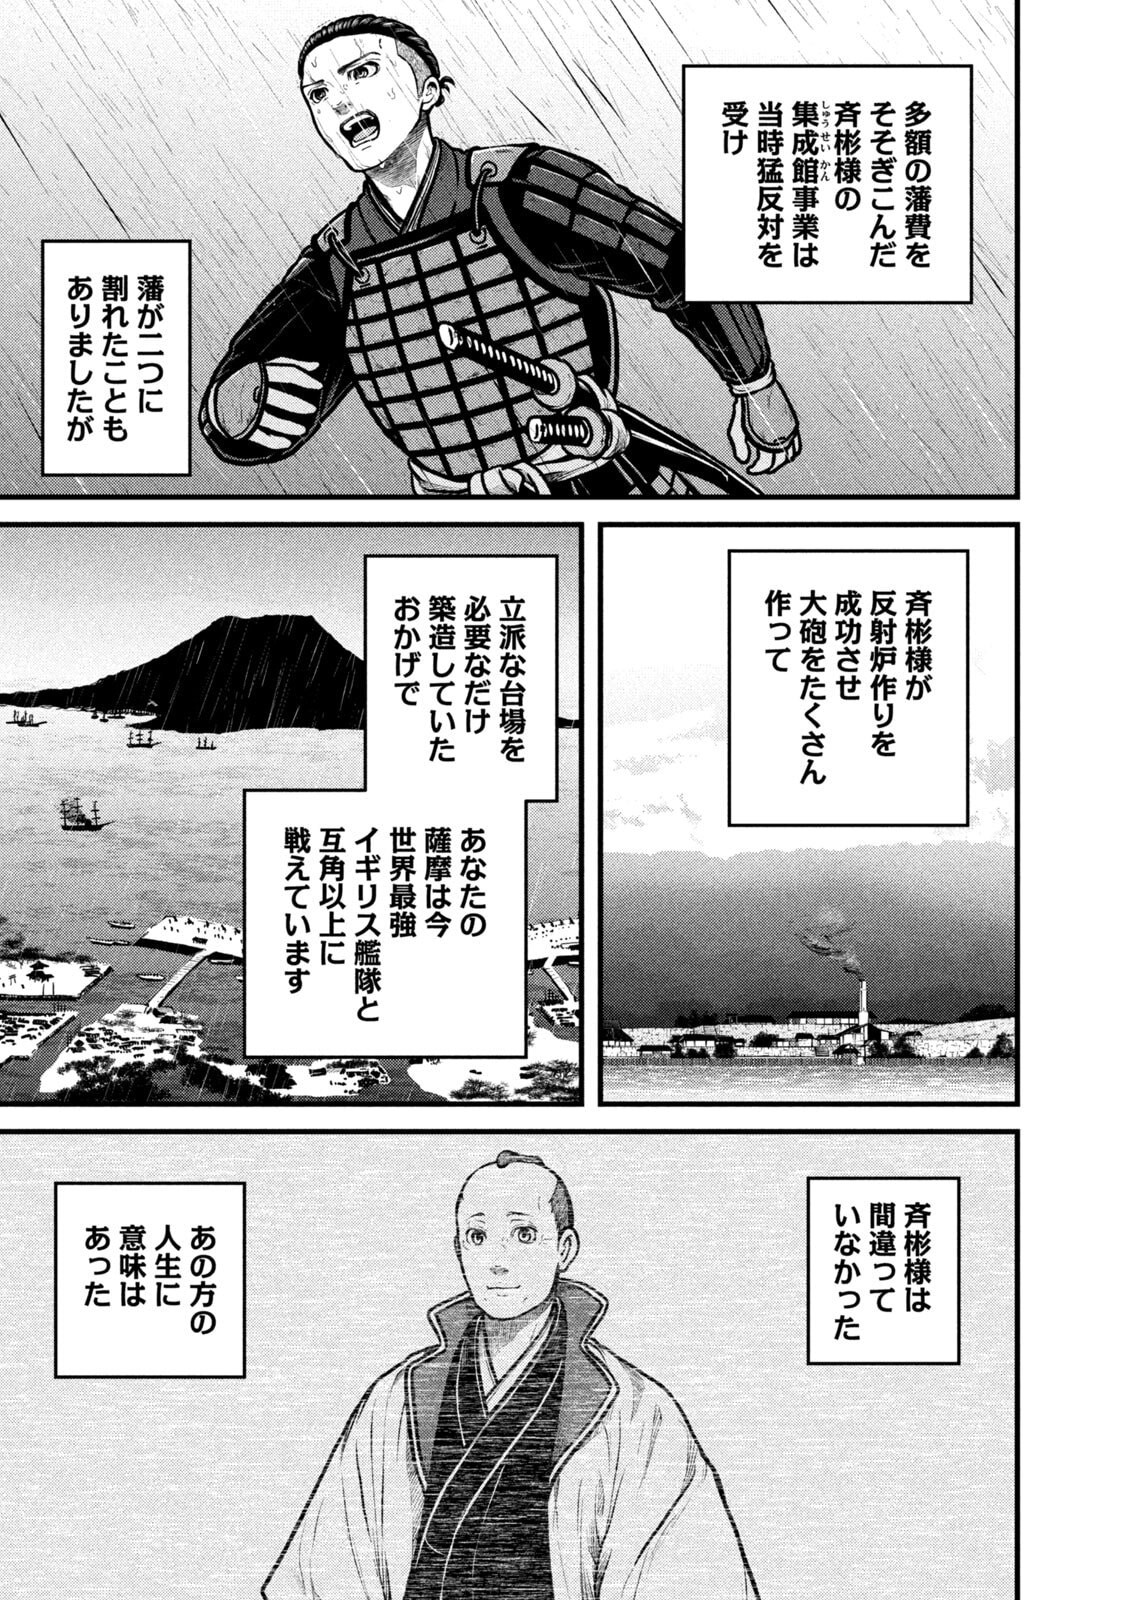 多額の藩費を
そそぎこんだ
斉彬様の
集成館事業は
しゅうせいかん
当時猛反対を
受け
藩が二つに
割れたことも
ありましたが
斉彬様が
反射炉作りを
成功させ
大砲をたくさん
作って
立派な台場を
必要なだけ
築造していた
おかげで
あなたの
薩摩は今
世界最強
イギリス艦隊と
互角以上に
戦えています
斉彬様は
間違って
いなかった
あの方の
人生に
意味は
あった